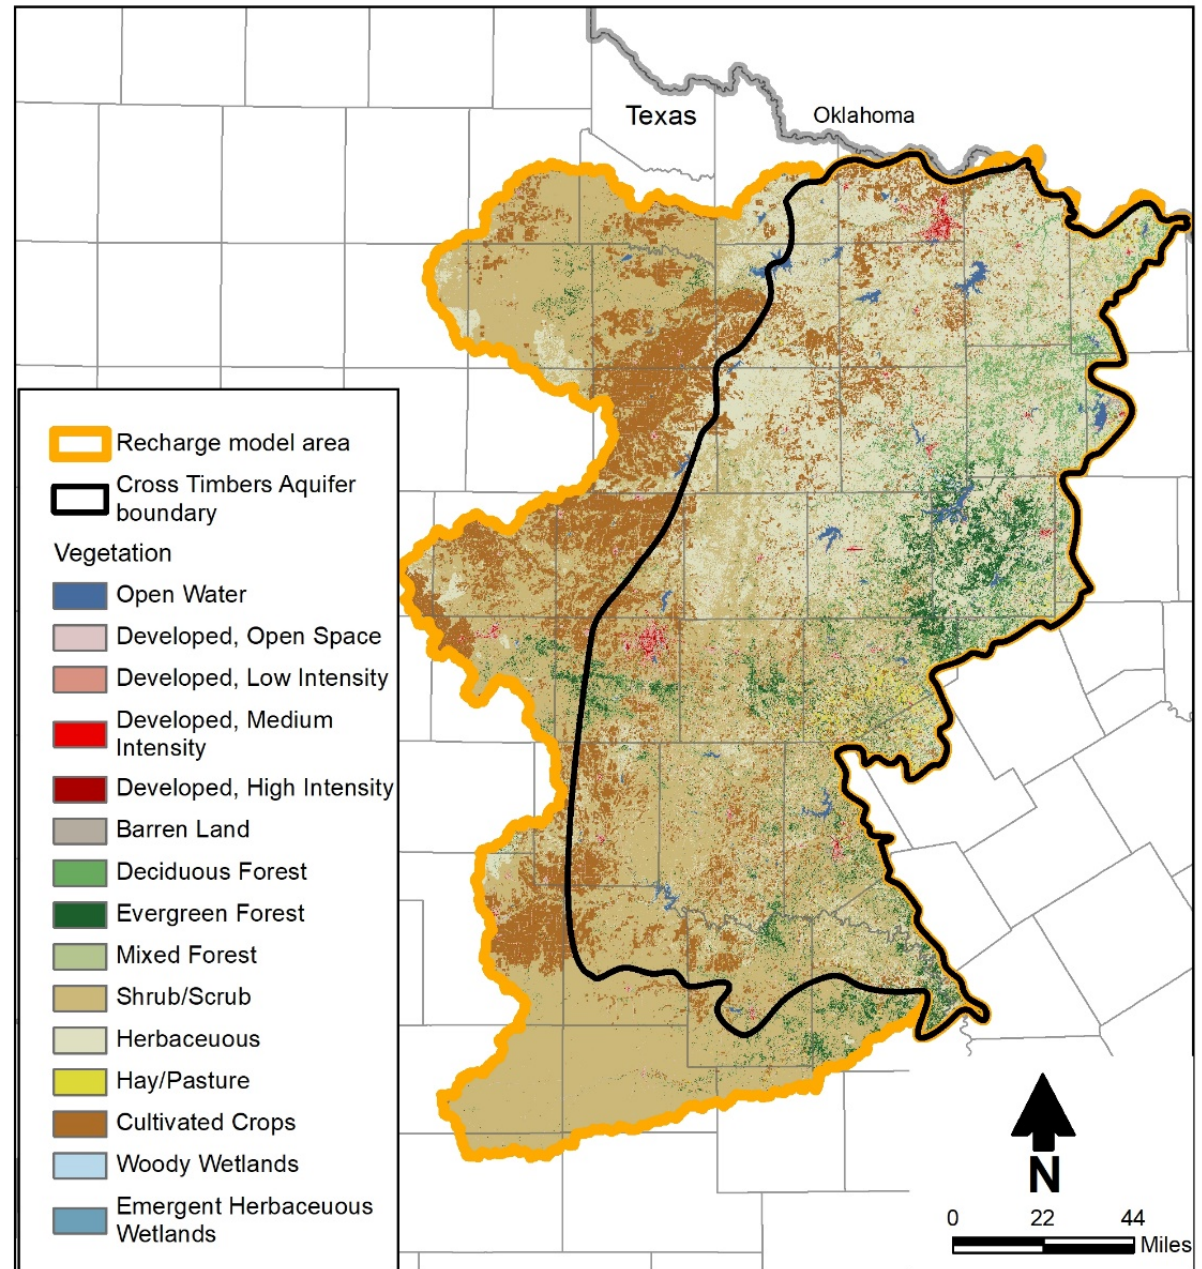 Texas
Oklahoma
Recharge model area
Cross Timbers Aquifer
boundary
Vegetation
Open Water
Developed, Open Space
Developed, Low Intensity
Developed, Medium
Intensity
Developed, High Intensity
Barren Land
Deciduous Forest
Evergreen Forest
Mixed Forest
Shrub/Scrub
Herbaceuous
Hay/Pasture
Cultivated Crops
Woody Wetlands
Emergent Herbaceuous
Wetlands
N
0 22 44
Miles